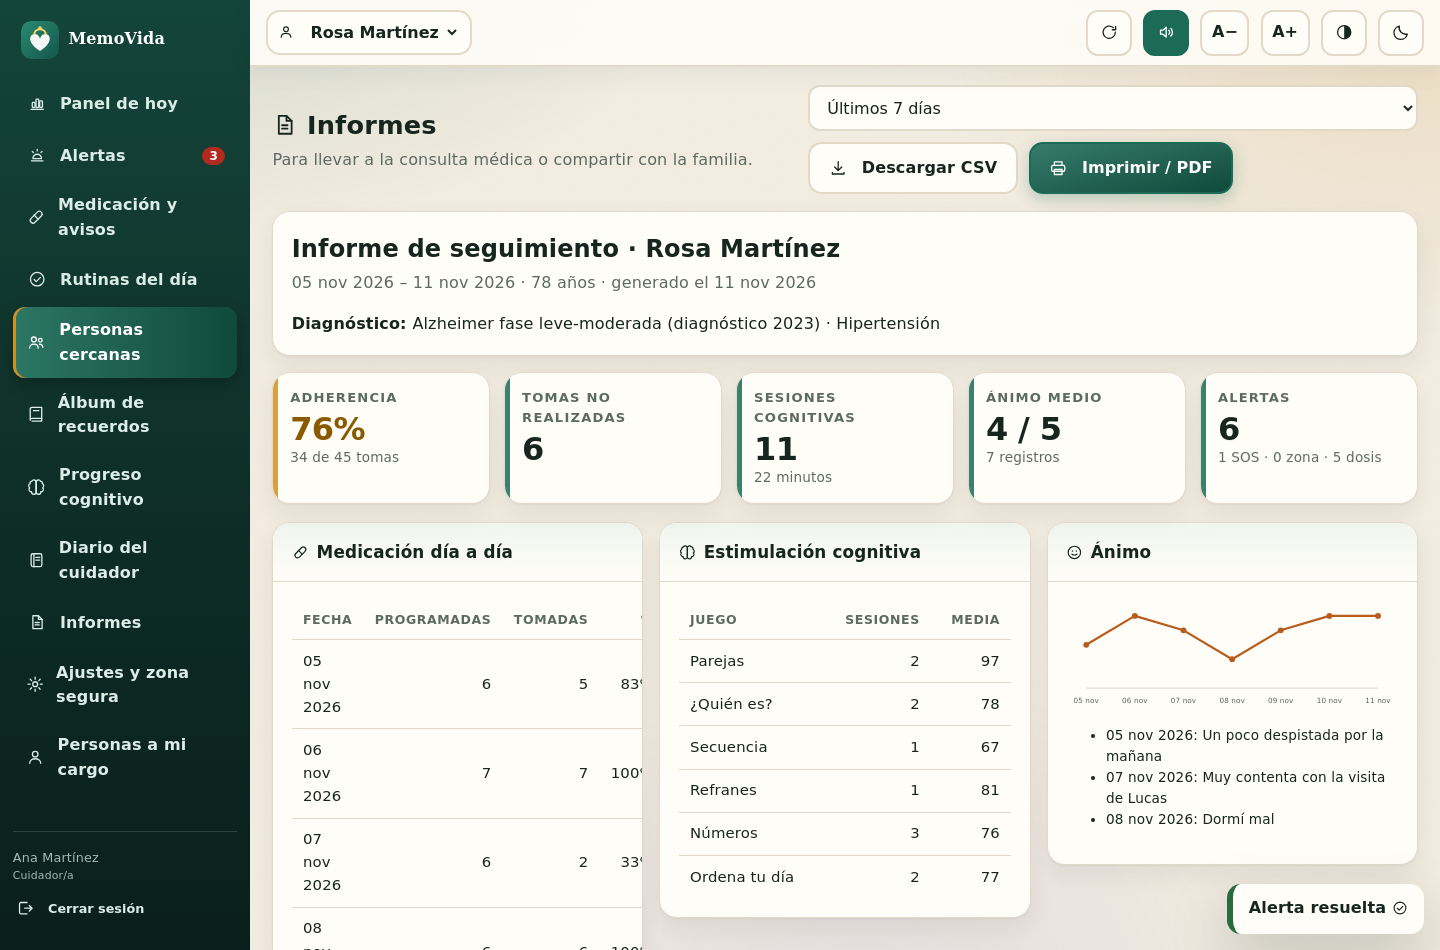 MemoVida
Panel de hoy
Alertas 3
Medicación y
avisos
Rutinas del día
Personas
cercanas
Álbum de
recuerdos
Progreso
cognitivo
Diario del
cuidador
Informes
Ajustes y zona
segura
Personas a mi
cargo
Ana Martínez
Cuidador/a
Cerrar sesión
Rosa Martínez
A− A+
Informes
Para llevar a la consulta médica o compartir con la familia.
Últimos 7 días
Descargar CSV Imprimir / PDF
Informe de seguimiento · Rosa Martínez
05 nov 2026 – 11 nov 2026 · 78 años · generado el 11 nov 2026
Diagnóstico: Alzheimer fase leve-moderada (diagnóstico 2023) · Hipertensión
ADHERENCIA
76%
34 de 45 tomas
TOMAS NO
REALIZADAS
6
SESIONES
COGNITIVAS
11
22 minutos
ÁNIMO MEDIO
4 / 5
7 registros
ALERTAS
6
1 SOS · 0 zona · 5 dosis
Medicación día a día
FECHA PROGRAMADAS TOMADAS
05
nov
2026
6 5 83%
06
nov
2026
7 7 100%
07
nov
2026
6 2 33%
08
nov
6 6 100%
Estimulación cognitiva
JUEGO SESIONES MEDIA
Parejas 2 97
¿Quién es? 2 78
Secuencia 1 67
Refranes 1 81
Números 3 76
Ordena tu día 2 77
Ánimo
05 nov 06 nov 07 nov 08 nov 09 nov 10 nov 11 nov
• 05 nov 2026: Un poco despistada por la
mañana
• 07 nov 2026: Muy contenta con la visita
de Lucas
• 08 nov 2026: Dormí mal
Alerta resuelta